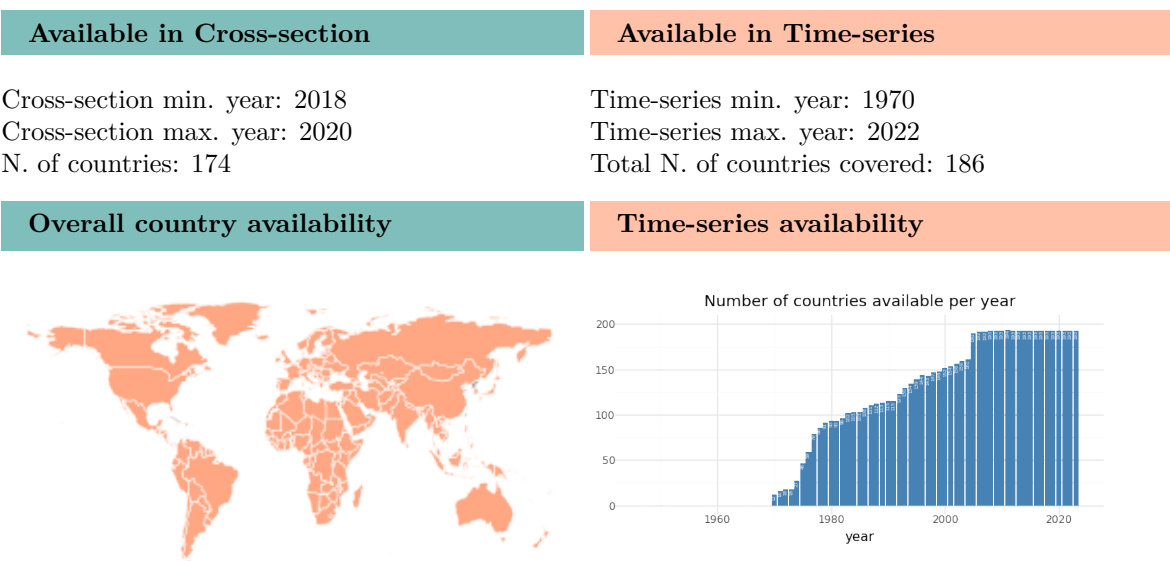 Available in Cross-section
Available in Time-series
Cross-section min. year: 2018
Cross-section max. year: 2020
N. of countries: 174
Time-series min. year: 1970
Time-series max. year: 2022
Total N. of countries covered: 186
Overall country availability
Time-series availability
Number of countries available per year
200
150
100
50
0
1960
1980
2000
2020
year